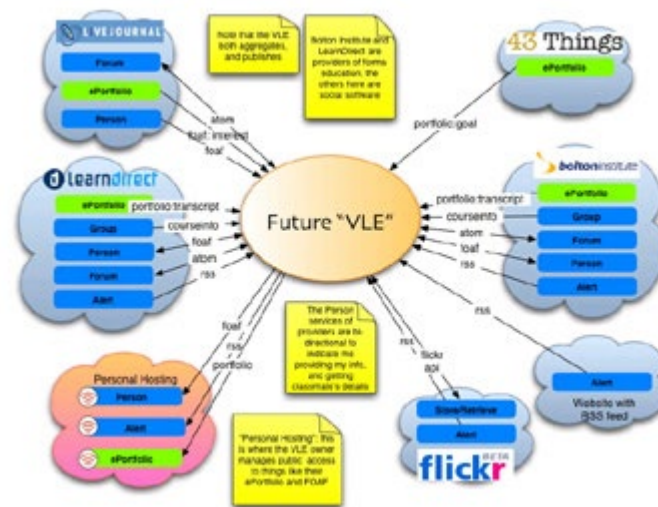 LIVEJOURNAL
Forum
ePortfolio
Person
Note that the VLE
both aggregates,
and publishes
Bolton Institute and
LearnDirect are
providers of forms
education; the
others here are
social software
43 Things
ePortfolio
atom
foaf: interest
foaf
portfolio:goal
learndirect
ePortfolio
Group
Person
Forum
Alert
portfolio:transcript
courseinfo
foaf
atom
rss
Future "VLE"
boltoninstitute
ePortfolio
Group
Forum
Person
Alert
portfolio:transcript
courseinfo
atom
foaf
rss
foaf
rss
portfolio
The Person
services of
providers are bi-
directional to
indicate me
providing my info,
and getting
classmate's details
rss
flickr
api
rss
Personal Hosting
Person
Alert
ePortfolio
"Personal Hosting": this
is where the VLE owner
manages public access
to things like their
ePortfolio and FOAF
Store/Retrieve
Alert
flickr
BETA
Alert
Website with
RSS feed